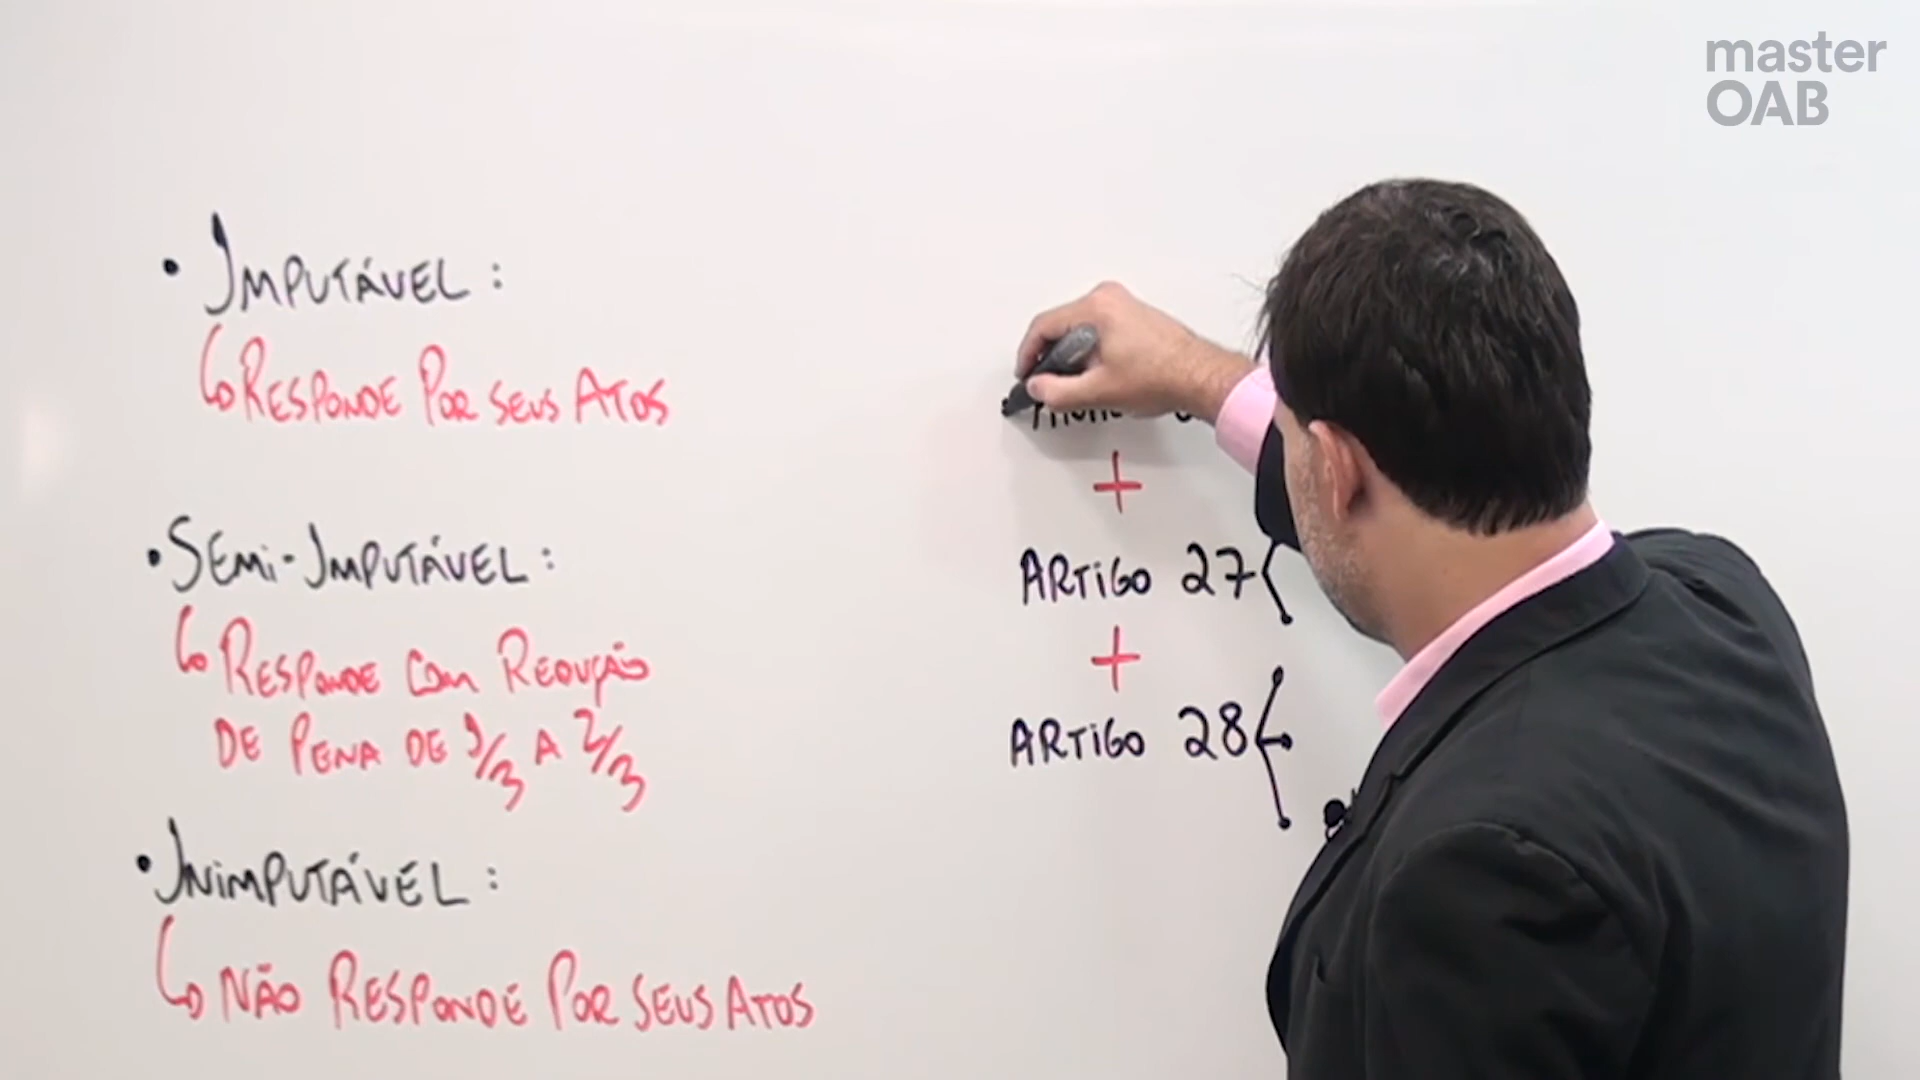 master
OAB
• IMPUTÁVEL:
↳ RESPONDE POR SEUS ATOS
• SEMI-IMPUTÁVEL:
↳ RESPONDE COM REDUÇÃO
DE PENA DE 1/3 A 2/3
• INIMPUTÁVEL:
↳ NÃO RESPONDE POR SEUS ATOS
+
ARTIGO 27
+
ARTIGO 28